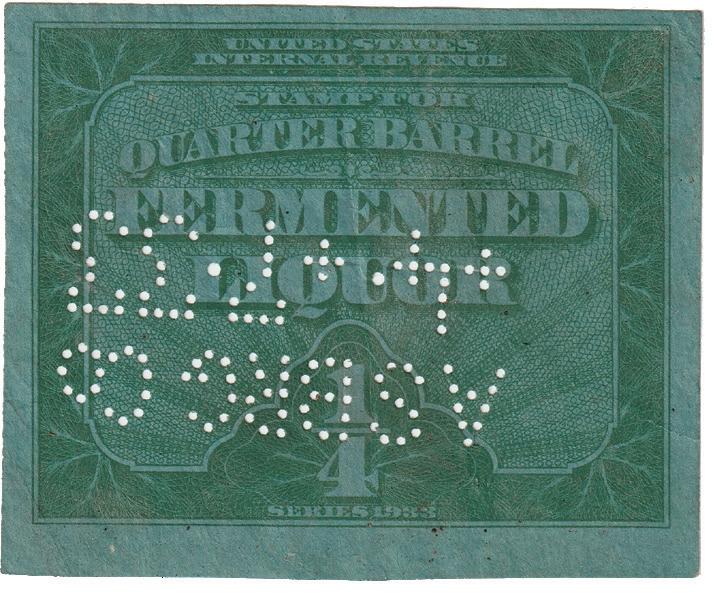 UNITED STATES
INTERNAL REVENUE
STAMP FOR
QUARTER BARREL
FERMENTED
LIQUOR
1/4
SERIES 1933